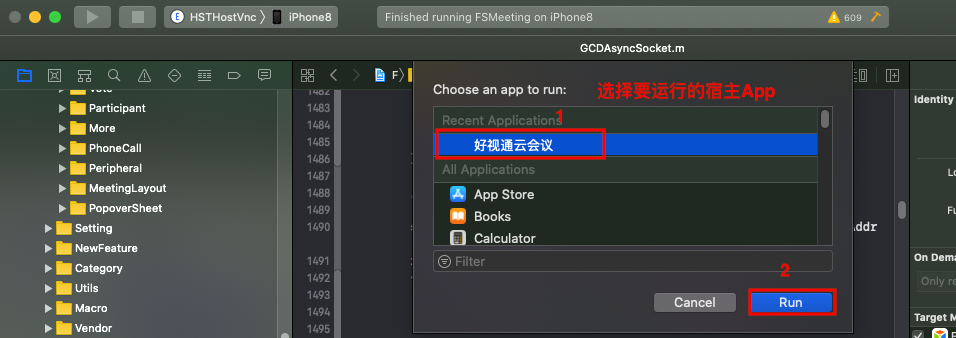 HSTHostVnc iPhone8
Finished running FSMeeting on iPhone8
609
GCDAsyncSocket.m
F
Choose an app to run:
选择要运行的宿主App
Identity
1482
Vote
Participant
More
PhoneCall
Peripheral
MeetingLayout
PopoverSheet
Setting
NewFeature
Category
Utils
Macro
Vendor
1483
1484
1485
1486
1487
1488
1489
1490
1491
1492
1493
1494
1495
Recent Applications
1
好视通云会议
All Applications
App Store
Books
Calculator
Addr
Filter
2
Cancel
Run
Lo
Fu
On Dema
Only re
Target M